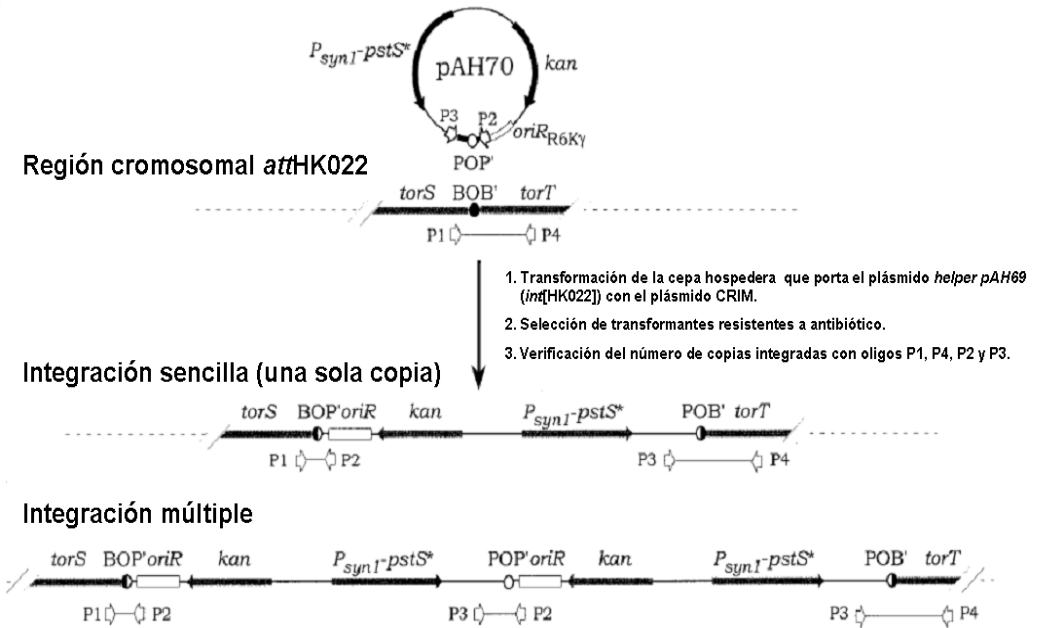 P_syn1-pstS*
pAH70
kan
P3 P2
oriR_R6Kγ
POP'
Región cromosomal attHK022
torS BOB' torT
P1 P4
1. Transformación de la cepa hospedera que porta el plásmido helper pAH69
(int[HK022]) con el plásmido CRIM.
2. Selección de transformantes resistentes a antibiótico.
3. Verificación del número de copias integradas con oligos P1, P4, P2 y P3.
Integración sencilla (una sola copia)
torS BOP' oriR kan P_syn1-pstS* POB' torT
P1 P2 P3 P4
Integración múltiple
torS BOP' oriR kan P_syn1-pstS* POP' oriR kan P_syn1-pstS* POB' torT
P1 P2 P3 P2 P3 P4